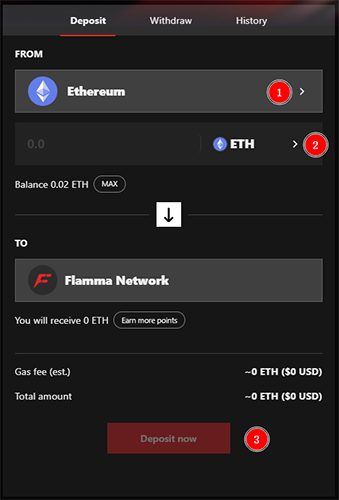 Deposit Withdraw History
FROM
Ethereum 1
0.0 ETH 2
Balance 0.02 ETH MAX
TO
Flamma Network
You will receive 0 ETH Earn more points
Gas fee (est.) ~0 ETH ($0 USD)
Total amount ~0 ETH ($0 USD)
Deposit now 3